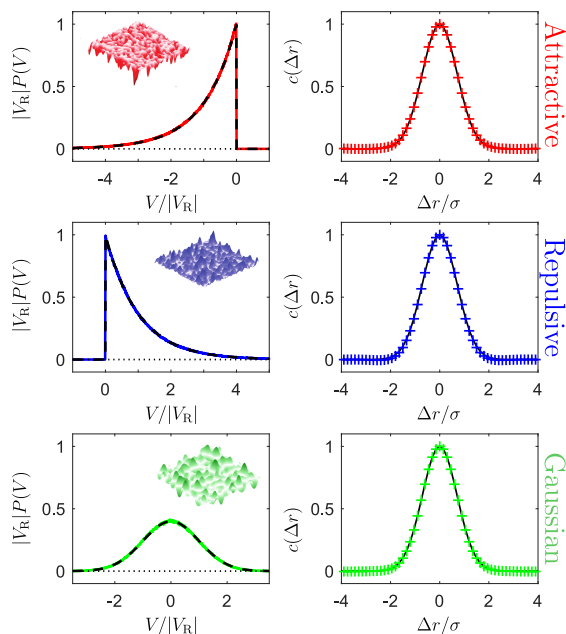 |V_R|P(V)
1
0.5
0
-4 -2 0
V/|V_R|
c(Δr)
1
0.5
0
-4 -2 0 2 4
Δr/σ
Attractive
|V_R|P(V)
1
0.5
0
0 2 4
V/|V_R|
c(Δr)
1
0.5
0
-4 -2 0 2 4
Δr/σ
Repulsive
|V_R|P(V)
1
0.5
0
-2 0 2
V/|V_R|
c(Δr)
1
0.5
0
-4 -2 0 2 4
Δr/σ
Gaussian